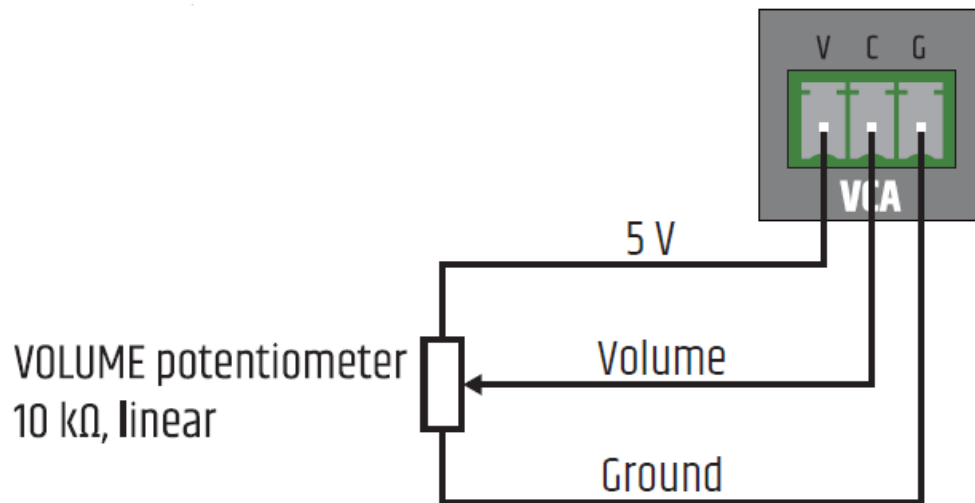 V C G
VCA
5 V
VOLUME potentiometer
10 kΩ, linear
Volume
Ground